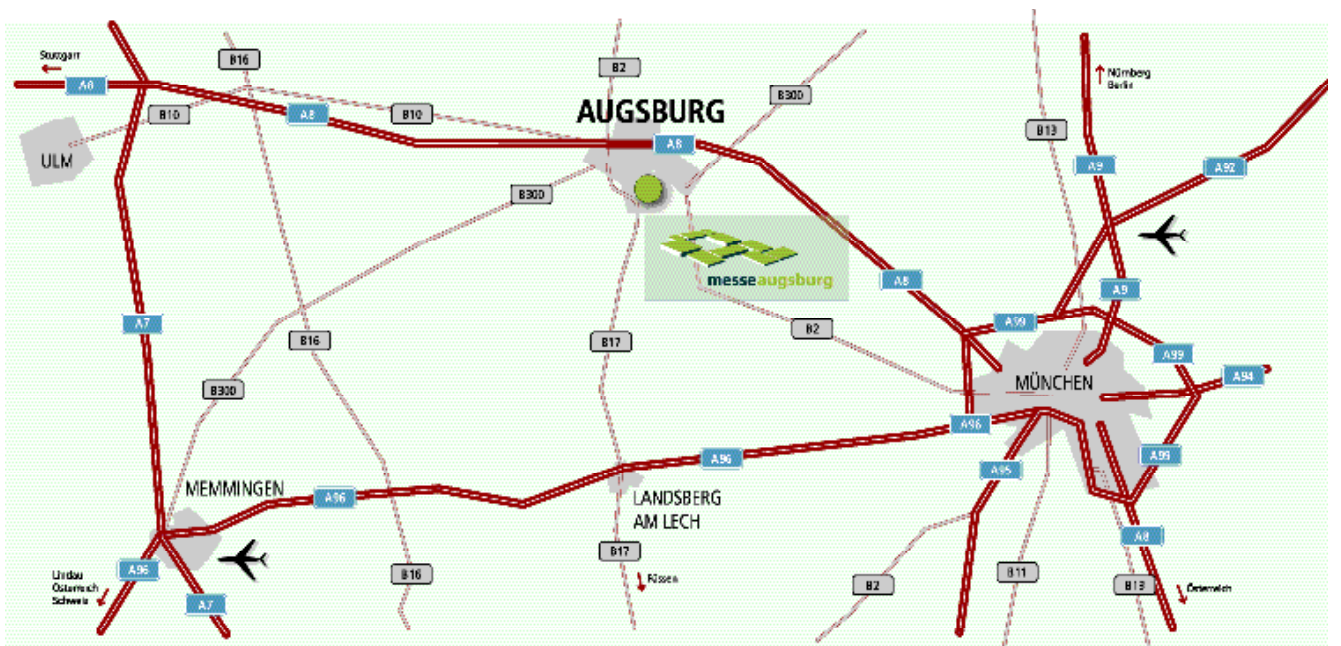 Stuttgart
A8
B16
B10
A8
B10
B2
AUGSBURG
B300
A8
Nürnberg
Berlin
B13
A9
A92
ULM
B300
messeaugsburg
A8
A9
A7
B16
B17
B2
A99
A99
MÜNCHEN
A94
B300
A96
A96
A99
A95
MEMMINGEN
A96
LANDSBERG
AM LECH
A8
B17
Füssen
A96
Lindau
Österreich
Schweiz
A7
B16
B2
B11
B13
Österreich